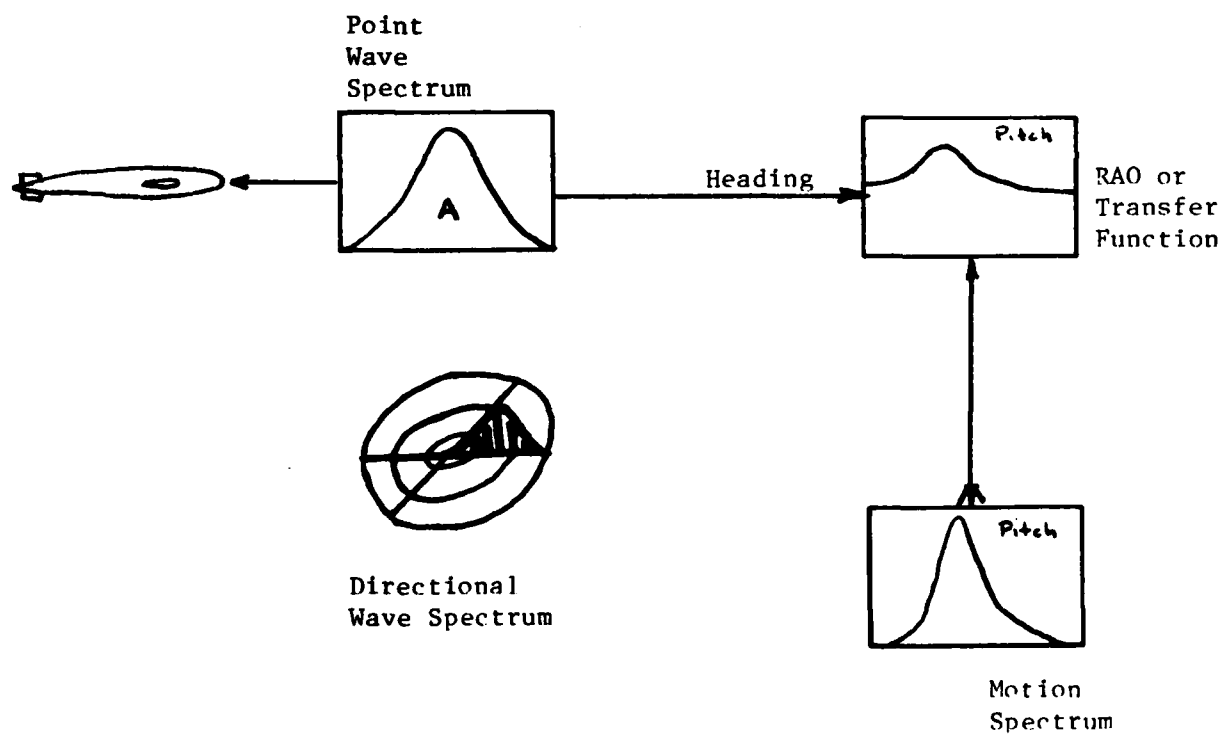 Point
Wave
Spectrum
A
Heading
Pitch
RAO or
Transfer
Function
Directional
Wave Spectrum
Pitch
Motion
Spectrum